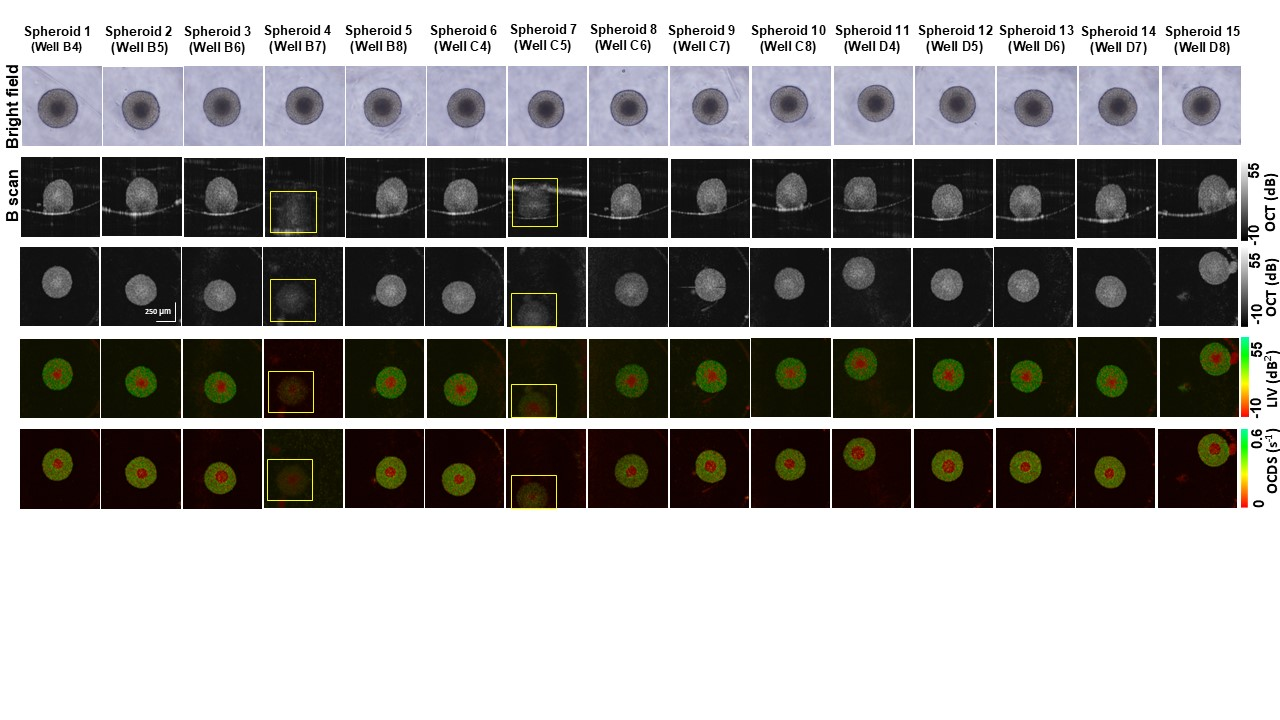 Spheroid 1
(Well B4)
Spheroid 2
(Well B5)
Spheroid 3
(Well B6)
Spheroid 4
(Well B7)
Spheroid 5
(Well B8)
Spheroid 6
(Well C4)
Spheroid 7
(Well C5)
Spheroid 8
(Well C6)
Spheroid 9
(Well C7)
Spheroid 10
(Well C8)
Spheroid 11
(Well D4)
Spheroid 12
(Well D5)
Spheroid 13
(Well D6)
Spheroid 14
(Well D7)
Spheroid 15
(Well D8)
Bright field
B scan
55
-10
OCT (dB)
250 µm
55
-10
OCT (dB)
55
-10
LIV (dB²)
0.6
0
OCDS (s⁻¹)